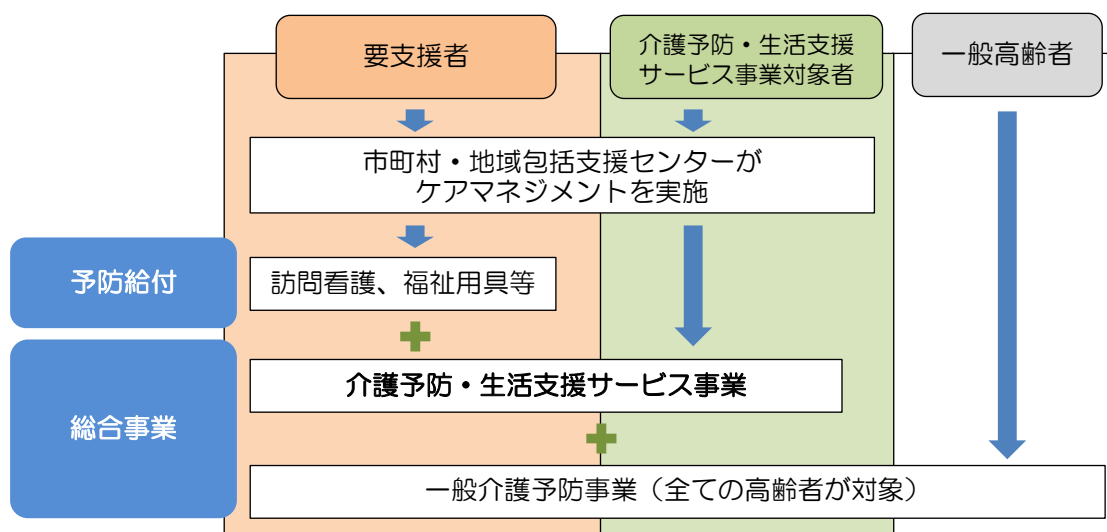 要支援者
介護予防・生活支援
サービス事業対象者
一般高齢者
市町村・地域包括支援センターが
ケアマネジメントを実施
予防給付
訪問看護、福祉用具等
介護予防・生活支援サービス事業
総合事業
一般介護予防事業（全ての高齢者が対象）